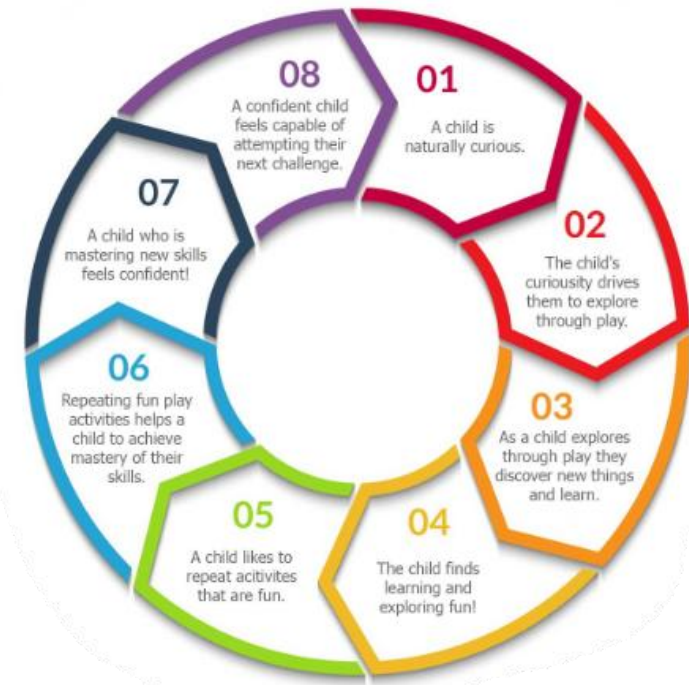 01
A child is
naturally curious.
02
The child's
curiousity drives
them to explore
through play.
03
As a child explores
through play they
discover new things
and learn.
04
The child finds
learning and
exploring fun!
05
A child likes to
repeat acitivites
that are fun.
06
Repeating fun play
activities helps a
child to achieve
mastery of their
skills.
07
A child who is
mastering new skills
feels confident!
08
A confident child
feels capable of
attempting their
next challenge.